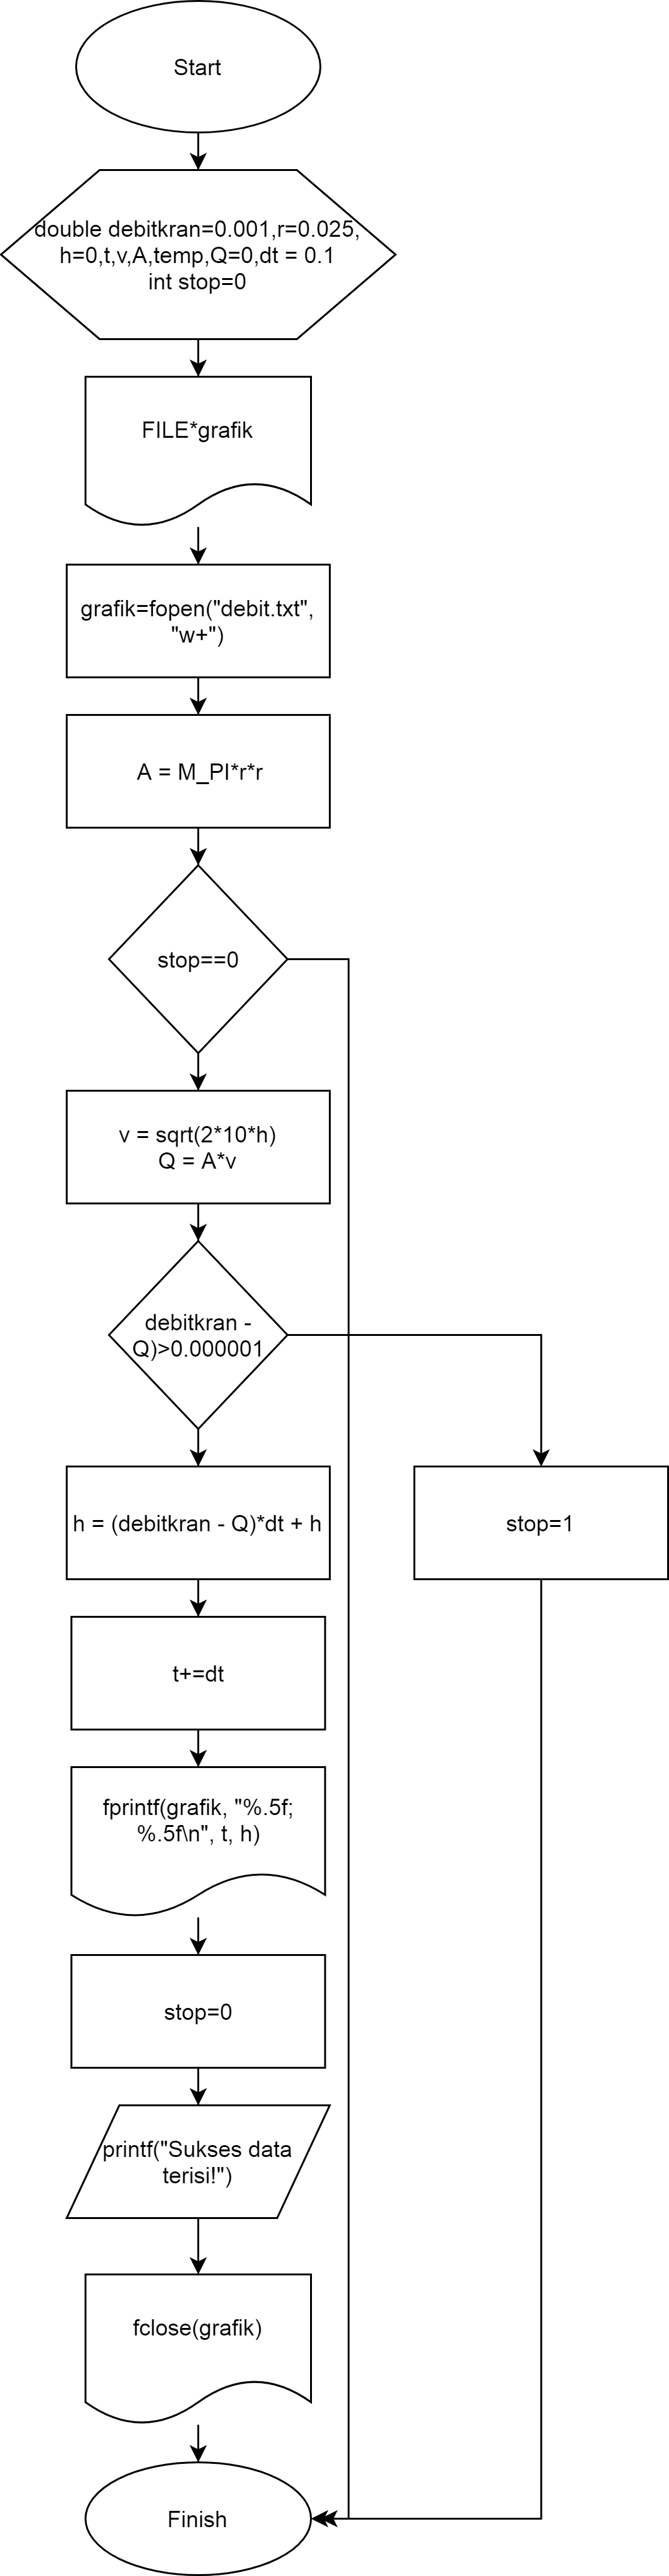 Start
double debitkran=0.001,r=0.025,
h=0,t,v,A,temp,Q=0,dt = 0.1
int stop=0
FILE*grafik
grafik=fopen("debit.txt",
"w+")
A = M_PI*r*r
stop==0
v = sqrt(2*10*h)
Q = A*v
debitkran -
Q)>0.000001
h = (debitkran - Q)*dt + h
stop=1
t+=dt
fprintf(grafik, "%.5f;
%.5f\n", t, h)
stop=0
printf("Sukses data
terisi!")
fclose(grafik)
Finish